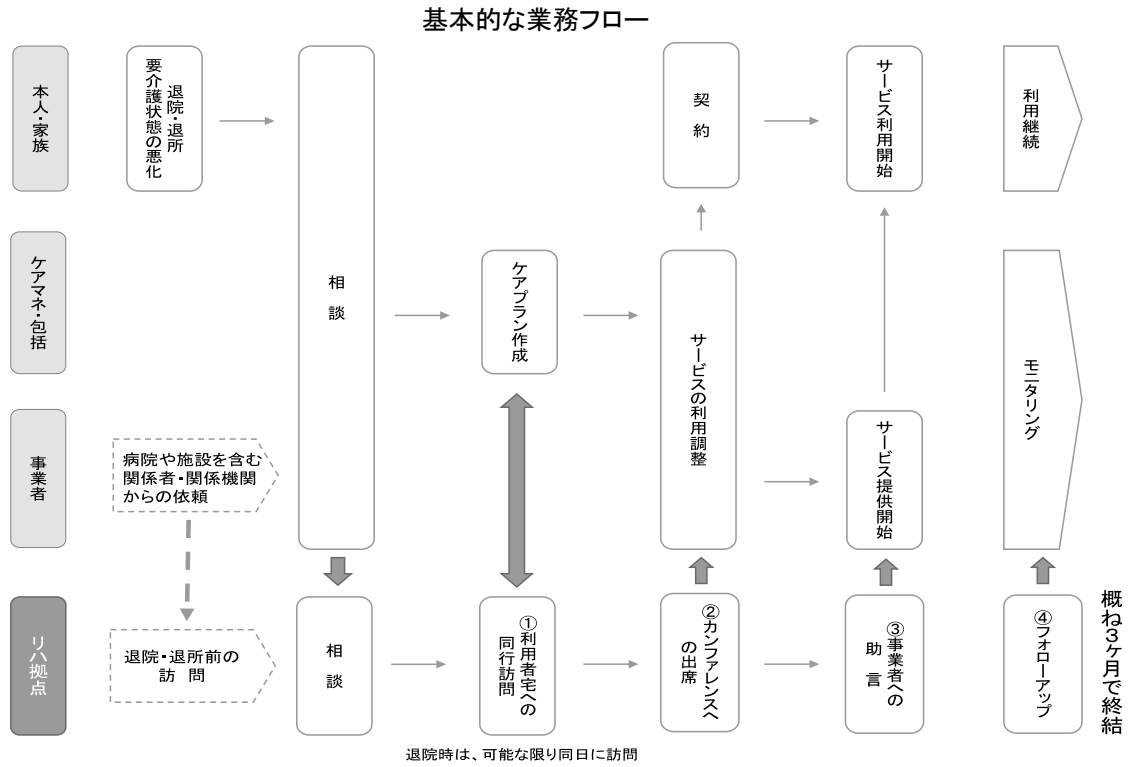 基本的な業務フロー
本人・家族
退院・退所
要介護状態の悪化
相談
契約
サービス利用開始
利用継続
ケアマネ・包括
ケアプラン作成
サービスの利用調整
モニタリング
事業者
病院や施設を含む
関係者・関係機関
からの依頼
サービス提供開始
リハ拠点
退院・退所前の
訪問
相談
①利用者宅への
同行訪問
②カンファレンスへ
の出席
③事業者への
助言
④フォローアップ
概ね3ヶ月で終結
退院時は、可能な限り同日に訪問